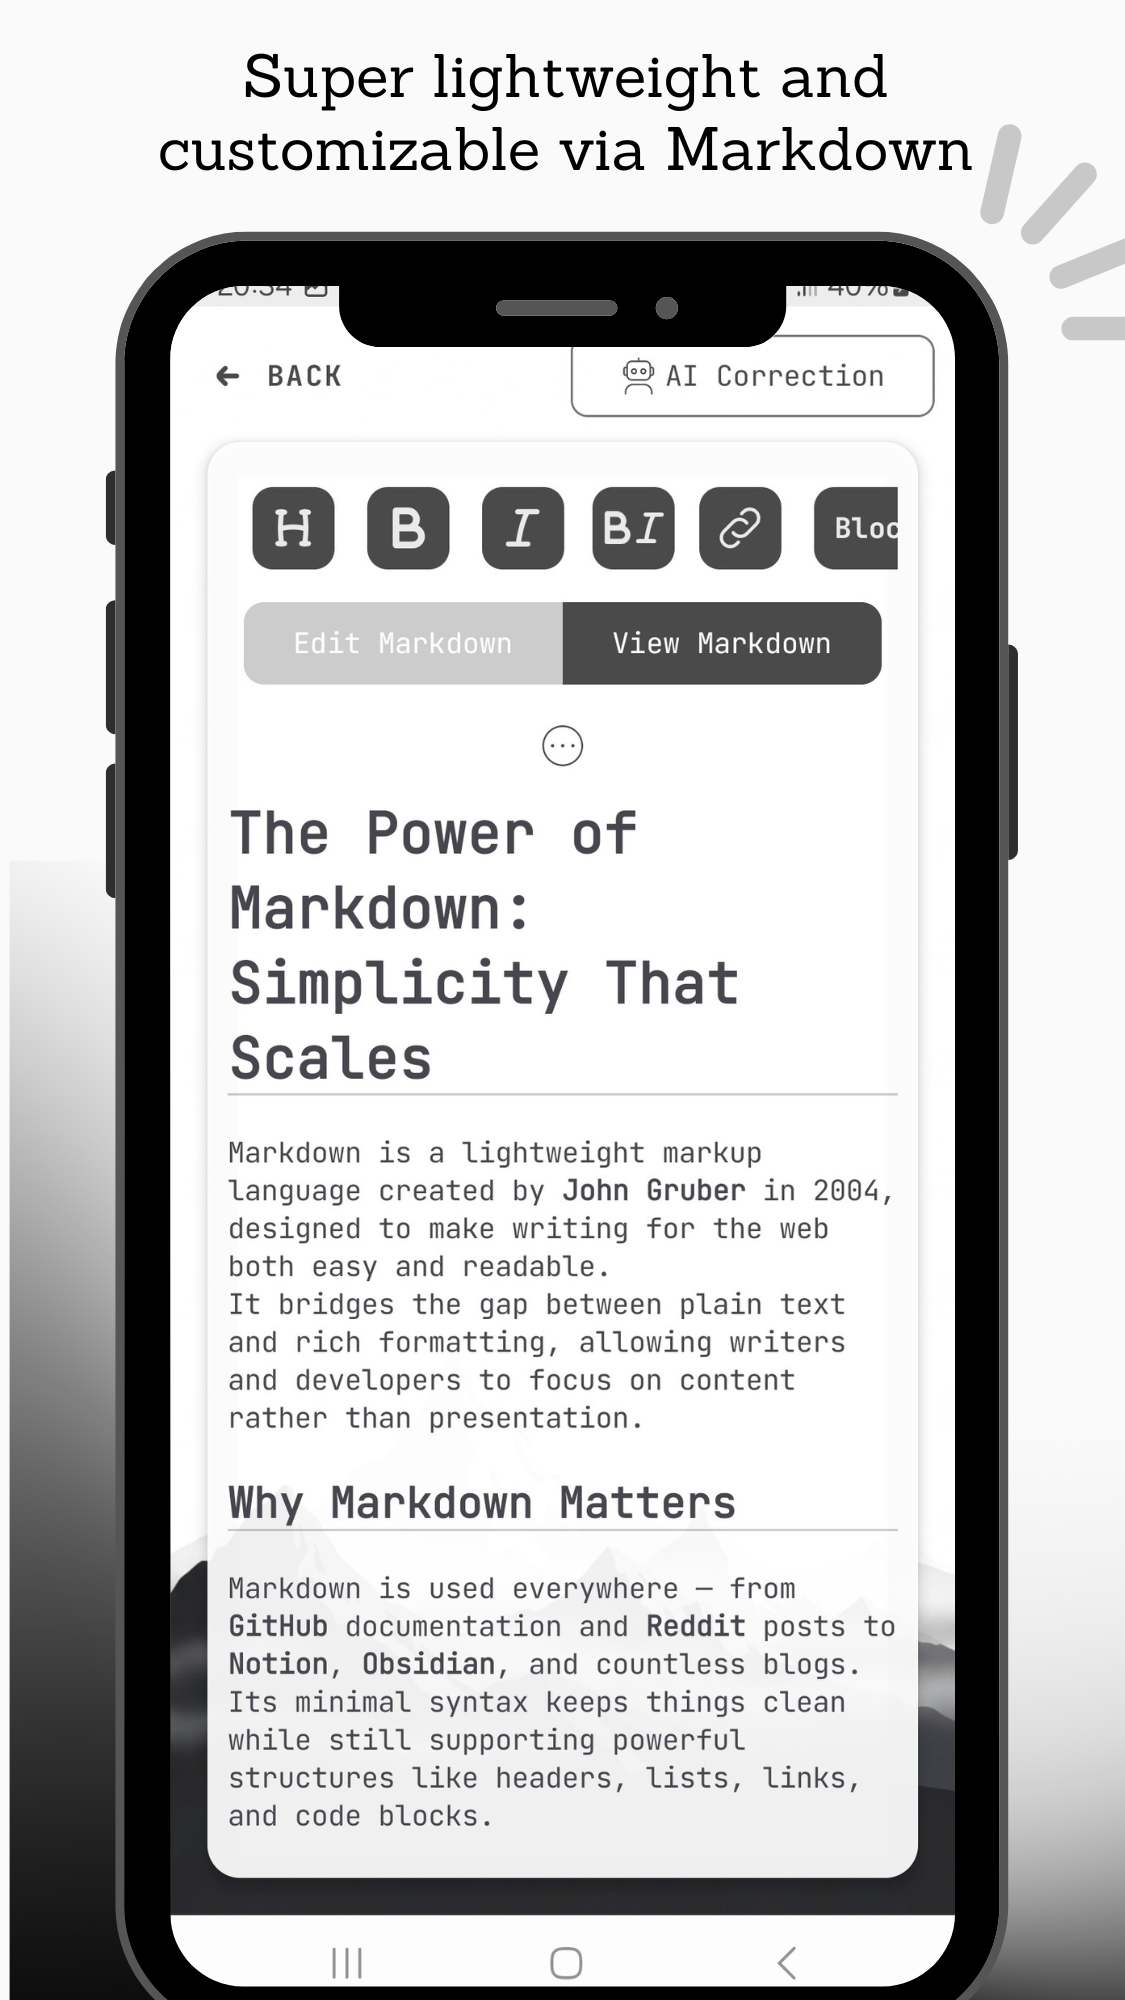 Super lightweight and
customizable via Markdown
20:34 40%
← BACK
AI Correction
H B I BI Bloc
Edit Markdown View Markdown
The Power of
Markdown:
Simplicity That
Scales
Markdown is a lightweight markup
language created by John Gruber in 2004,
designed to make writing for the web
both easy and readable.
It bridges the gap between plain text
and rich formatting, allowing writers
and developers to focus on content
rather than presentation.
Why Markdown Matters
Markdown is used everywhere — from
GitHub documentation and Reddit posts to
Notion, Obsidian, and countless blogs.
Its minimal syntax keeps things clean
while still supporting powerful
structures like headers, lists, links,
and code blocks.